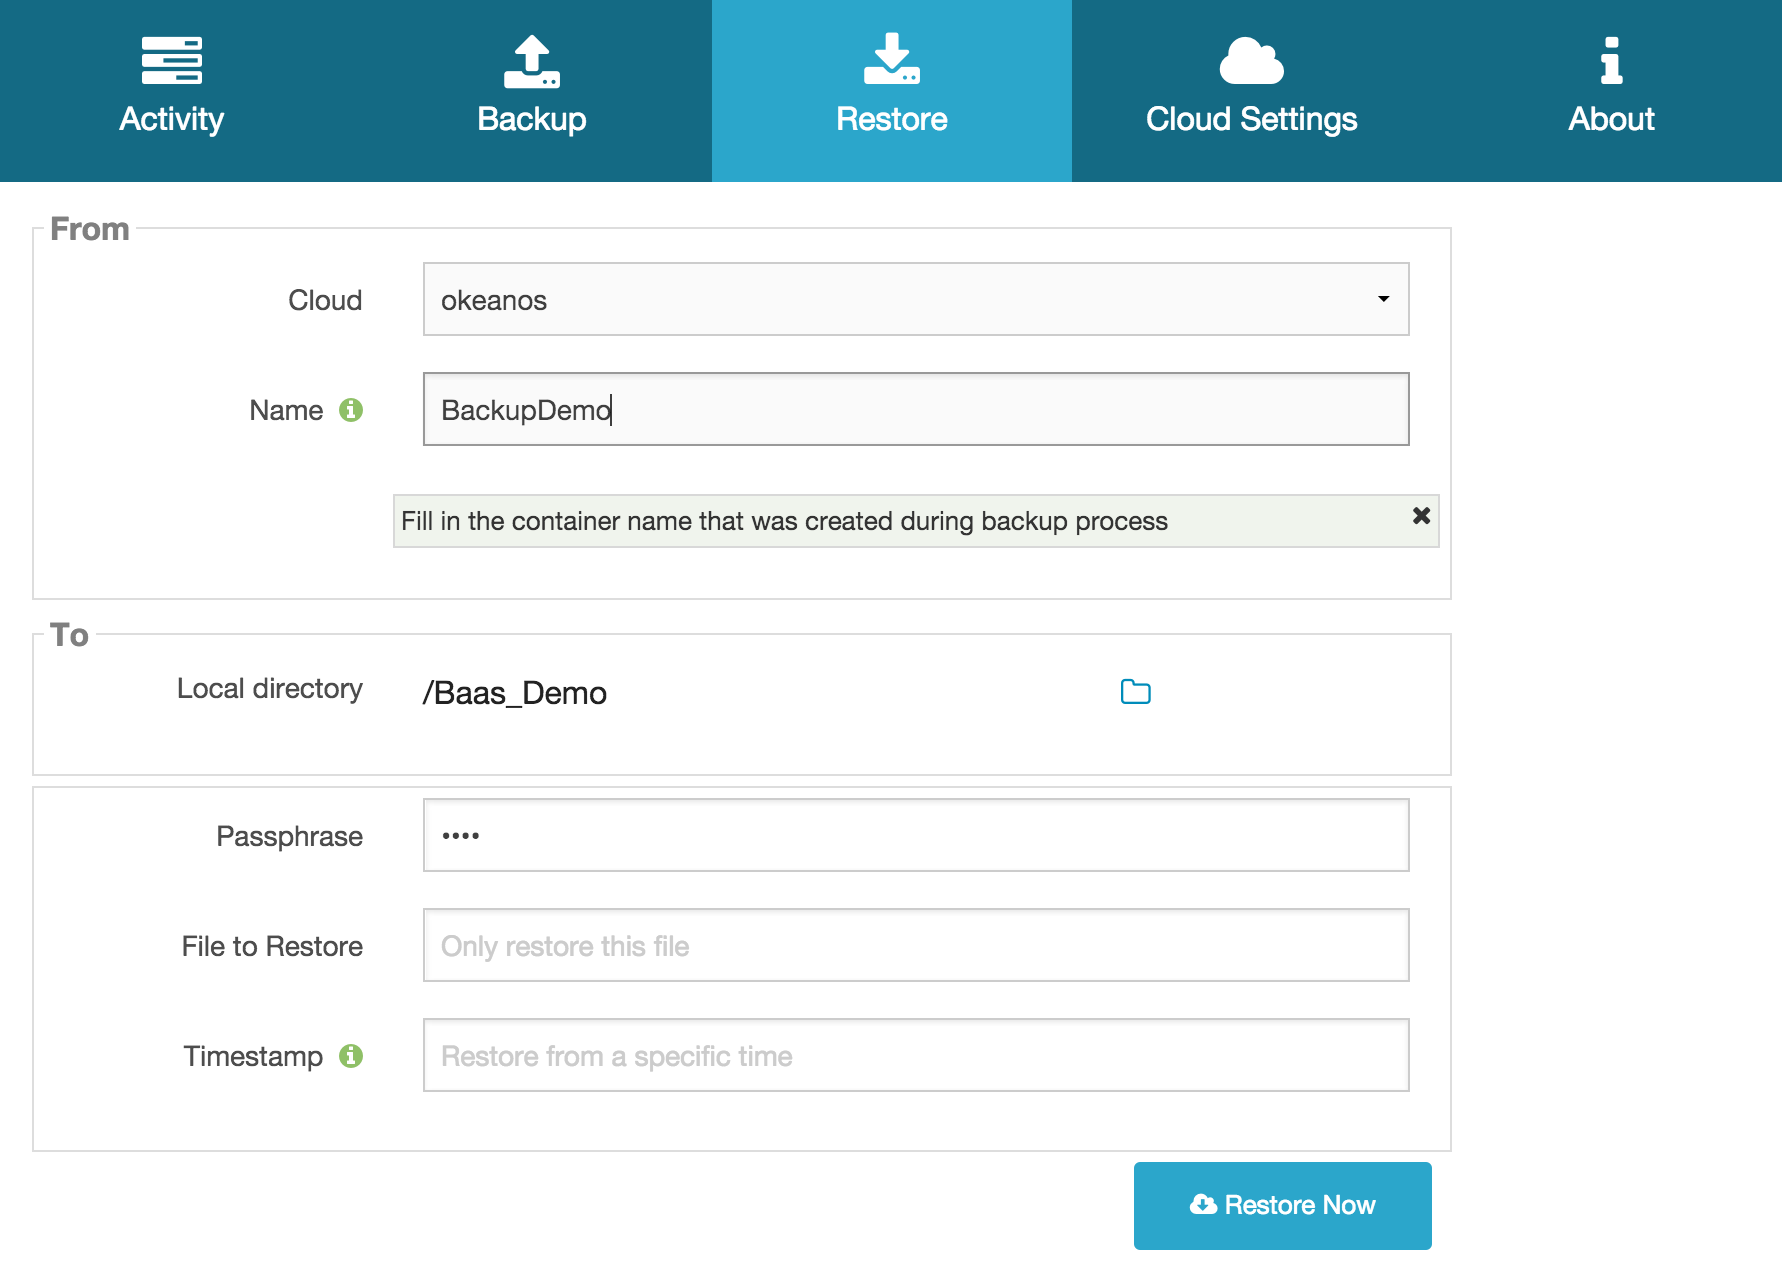 Activity
Backup
Restore
Cloud Settings
About
From
Cloud
okeanos
Name
BackupDemo
Fill in the container name that was created during backup process
To
Local directory
/Baas_Demo
Passphrase
••••
File to Restore
Only restore this file
Timestamp
Restore from a specific time
Restore Now